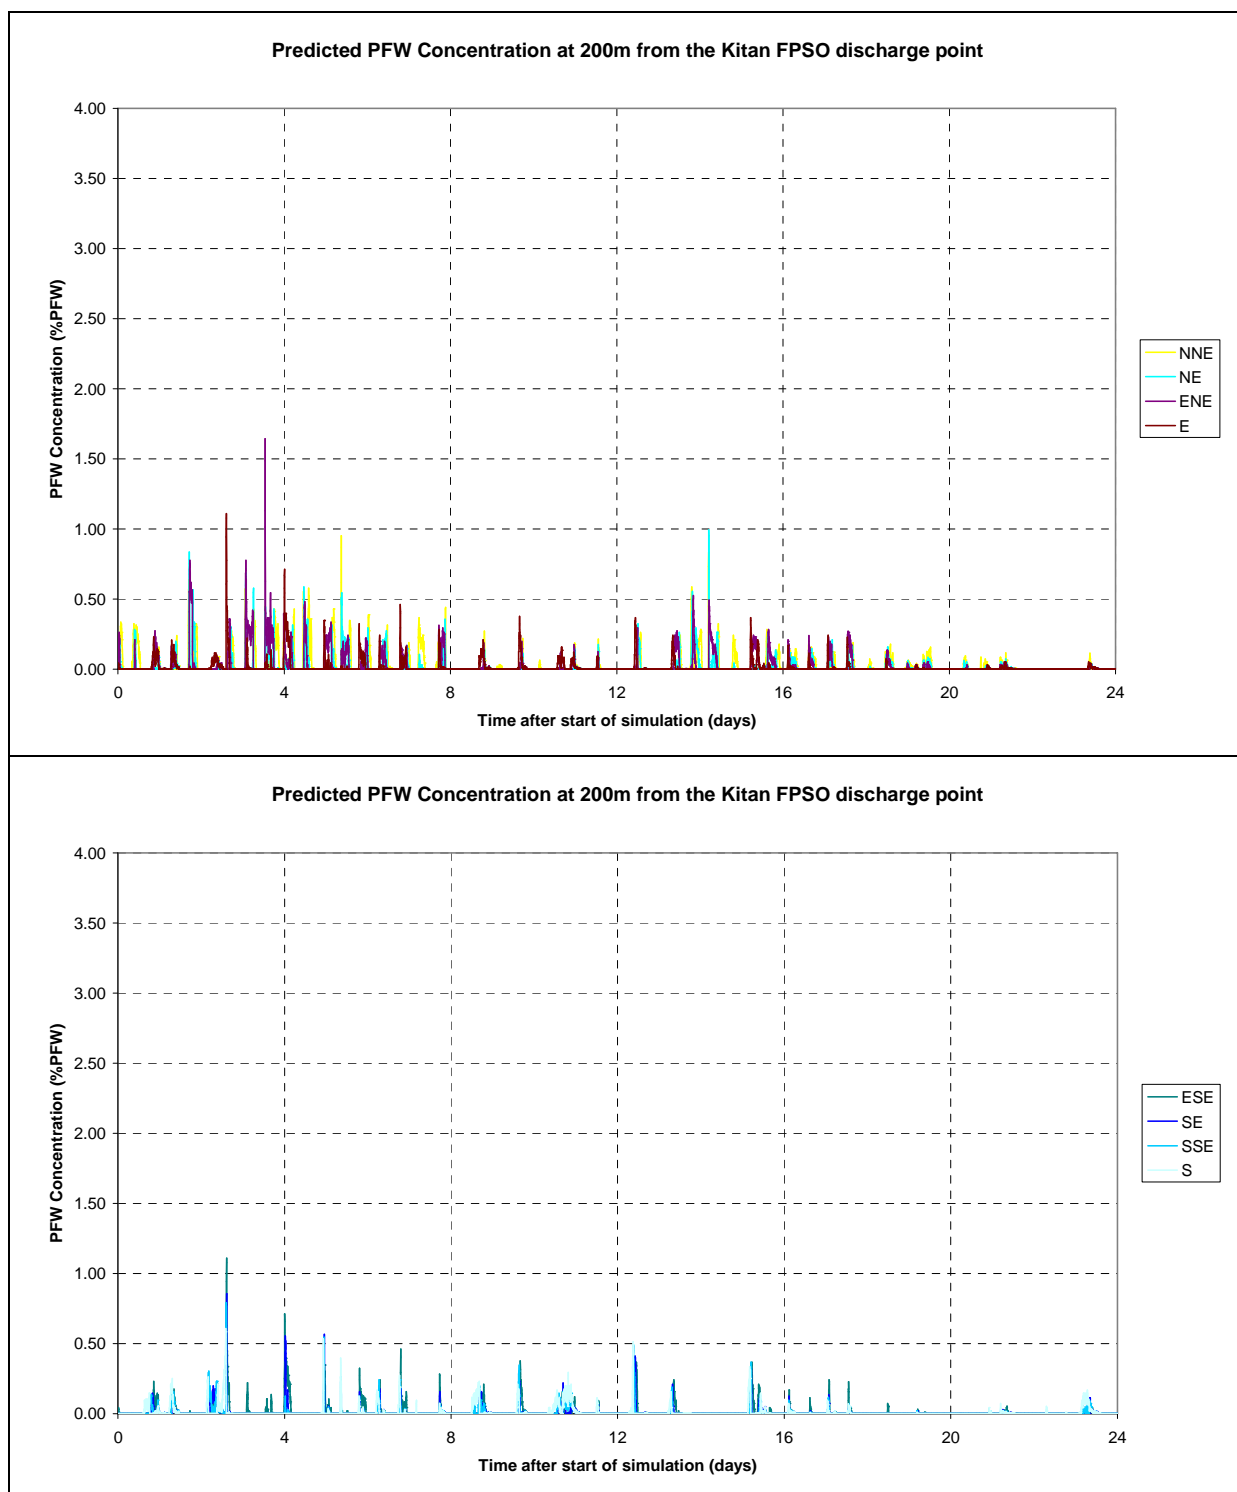 Predicted PFW Concentration at 200m from the Kitan FPSO discharge point
4.00
3.50
3.00
2.50
2.00
1.50
1.00
0.50
0.00
PFW Concentration (%PFW)
0 4 8 12 16 20 24
Time after start of simulation (days)
NNE
NE
ENE
E
Predicted PFW Concentration at 200m from the Kitan FPSO discharge point
4.00
3.50
3.00
2.50
2.00
1.50
1.00
0.50
0.00
PFW Concentration (%PFW)
0 4 8 12 16 20 24
Time after start of simulation (days)
ESE
SE
SSE
S